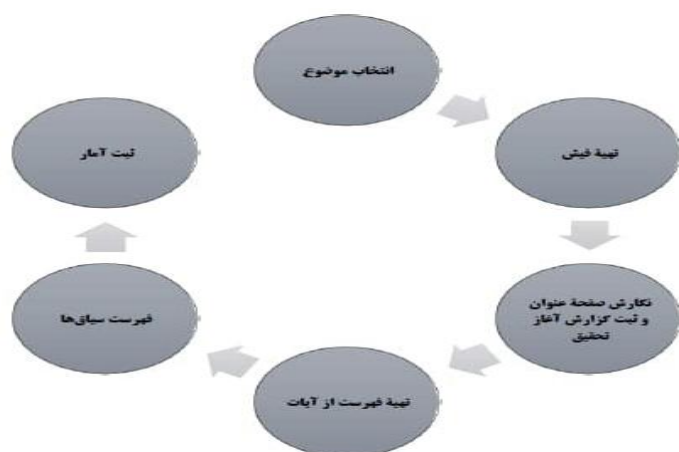 انتخاب موضوع
تهیهٔ فیش
نگارش صفحهٔ عنوان
و ثبت گزارش آغاز
تحقیق
تهیهٔ فهرست از آیات
فهرست سیاق‌ها
ثبت آمار